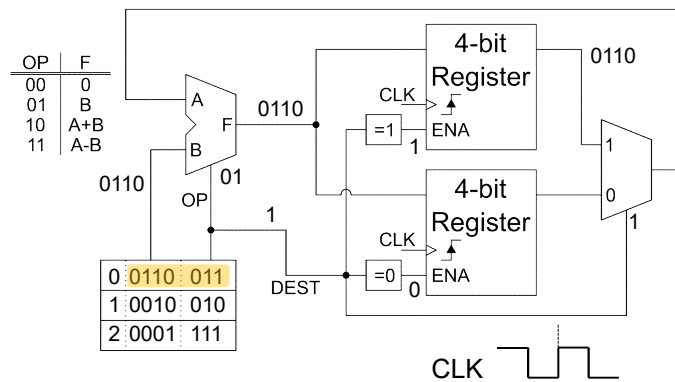 OP F
00 0
01 B
10 A+B
11 A-B
A
B
F
0110
0110
01
OP
1
DEST
0 0110 011
1 0010 010
2 0001 111
4-bit
Register
CLK
ENA
=1
1
0110
4-bit
Register
CLK
ENA
=0
0
1
0
1
CLK